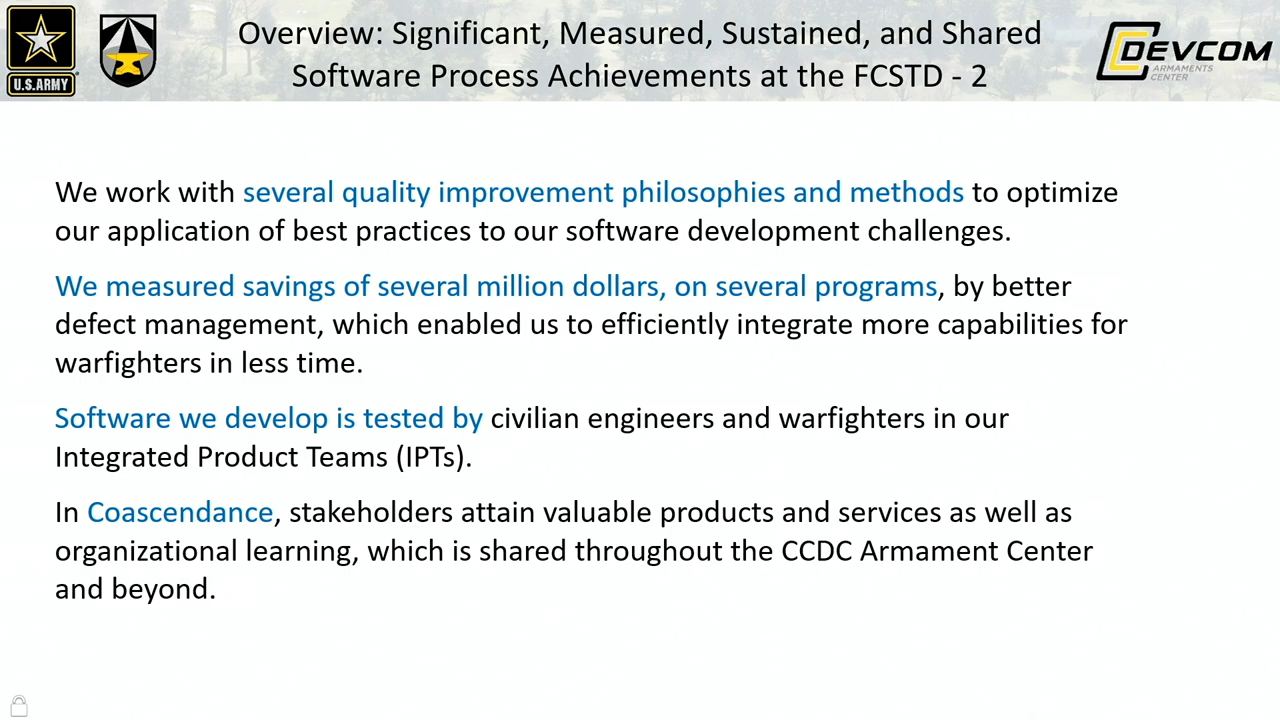 Overview: Significant, Measured, Sustained, and Shared
Software Process Achievements at the FCSTD - 2
U.S.ARMY
DEVCOM
ARMAMENTS
CENTER
We work with several quality improvement philosophies and methods to optimize
our application of best practices to our software development challenges.
We measured savings of several million dollars, on several programs, by better
defect management, which enabled us to efficiently integrate more capabilities for
warfighters in less time.
Software we develop is tested by civilian engineers and warfighters in our
Integrated Product Teams (IPTs).
In Coascendance, stakeholders attain valuable products and services as well as
organizational learning, which is shared throughout the CCDC Armament Center
and beyond.